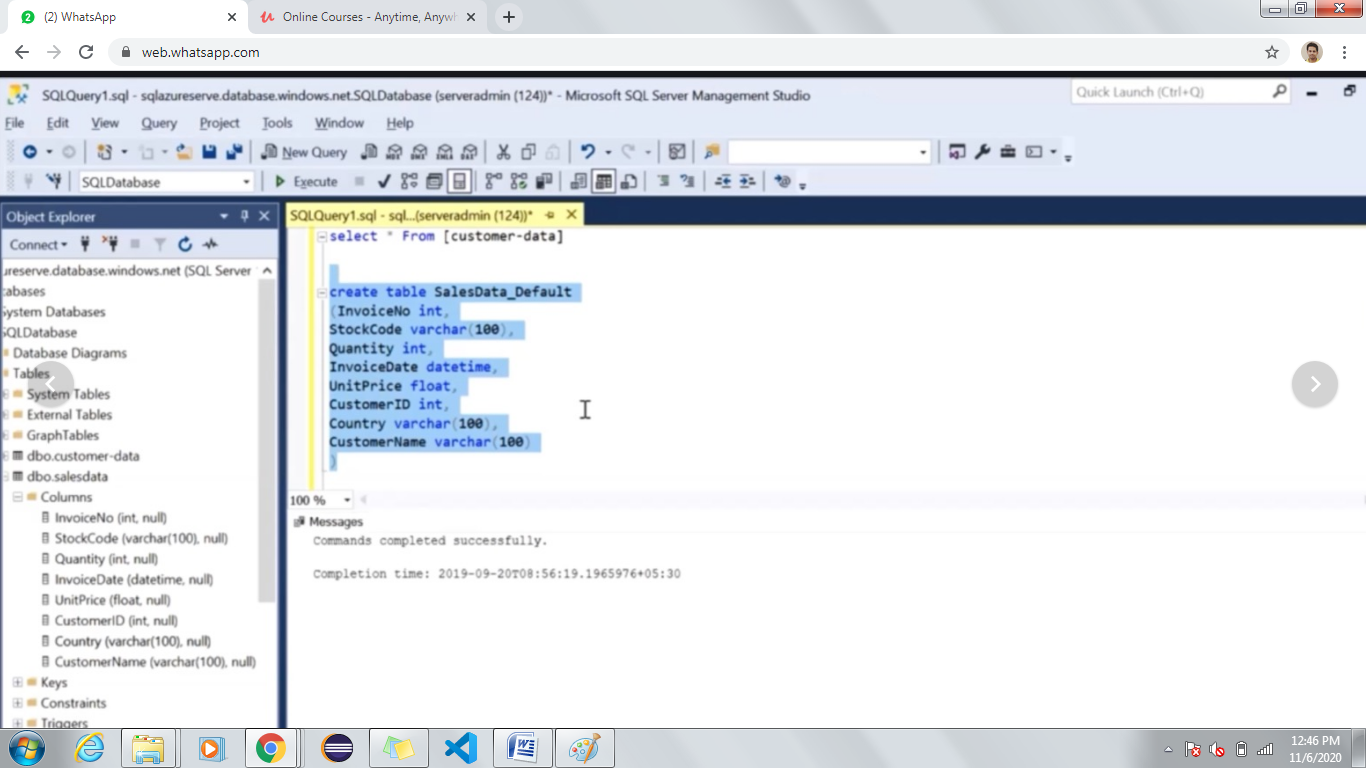 (2) WhatsApp
Online Courses - Anytime, Anywh
web.whatsapp.com
SQLQuery1.sql - sqlazureserve.database.windows.net.SQLDatabase (serveradmin (124))* - Microsoft SQL Server Management Studio
Quick Launch (Ctrl+Q)
File Edit View Query Project Tools Window Help
New Query
SQLDatabase
Execute
Object Explorer
SQLQuery1.sql - sql...(serveradmin (124))*
Connect
ureserve.database.windows.net (SQL Server
abases
System Databases
SQLDatabase
Database Diagrams
Tables
System Tables
External Tables
GraphTables
dbo.customer-data
dbo.salesdata
Columns
InvoiceNo (int, null)
StockCode (varchar(100), null)
Quantity (int, null)
InvoiceDate (datetime, null)
UnitPrice (float, null)
CustomerID (int, null)
Country (varchar(100), null)
CustomerName (varchar(100), null)
Keys
Constraints
Triggers
select * From [customer-data]
create table SalesData_Default
(InvoiceNo int,
StockCode varchar(100),
Quantity int,
InvoiceDate datetime,
UnitPrice float,
CustomerID int,
Country varchar(100),
CustomerName varchar(100)
)
100 %
Messages
Commands completed successfully.
Completion time: 2019-09-20T08:56:19.1965976+05:30
12:46 PM
11/6/2020